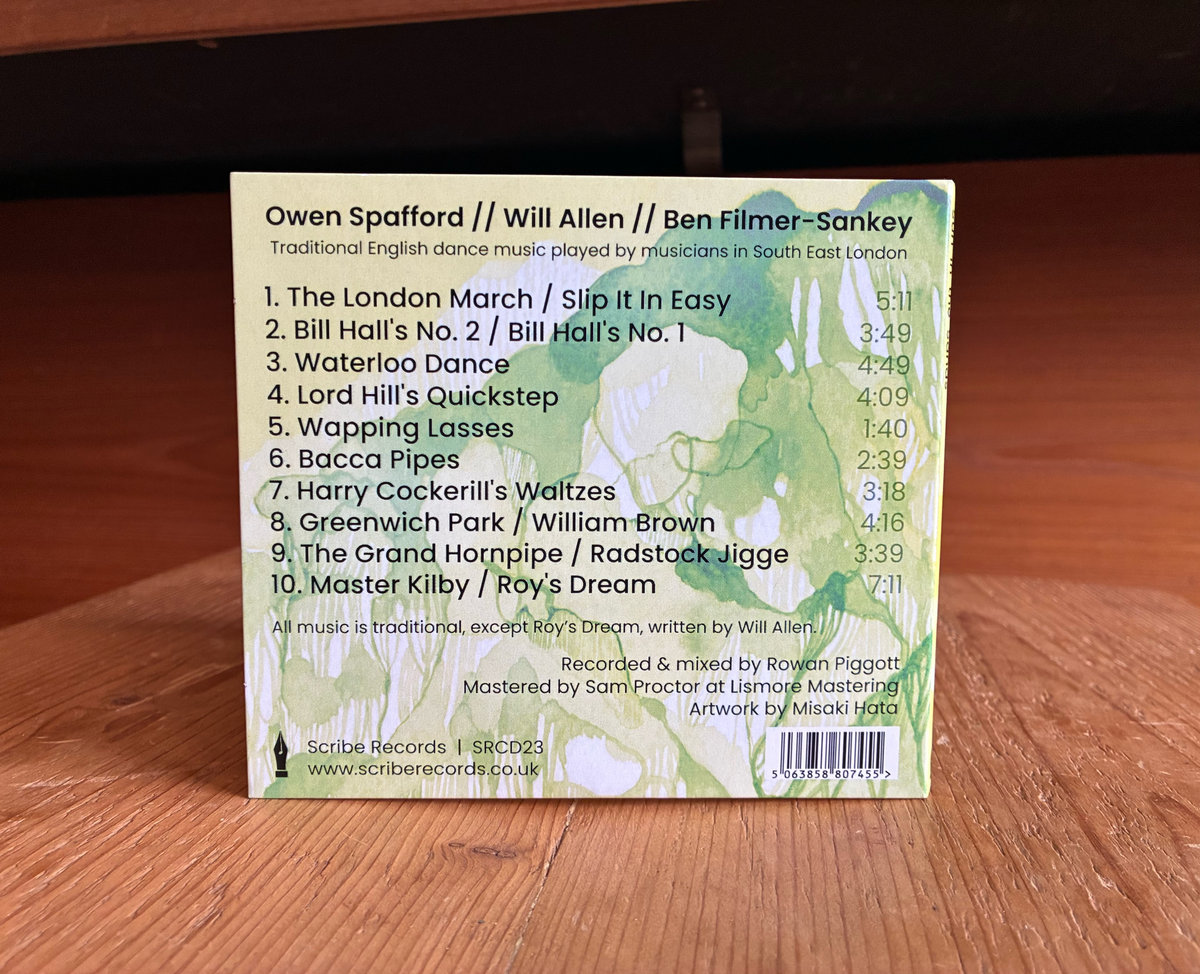 Owen Spafford // Will Allen // Ben Filmer-Sankey
Traditional English dance music played by musicians in South East London
1. The London March / Slip It In Easy 5:11
2. Bill Hall's No. 2 / Bill Hall's No. 1 3:49
3. Waterloo Dance 4:49
4. Lord Hill's Quickstep 4:09
5. Wapping Lasses 1:40
6. Bacca Pipes 2:39
7. Harry Cockerill's Waltzes 3:18
8. Greenwich Park / William Brown 4:16
9. The Grand Hornpipe / Radstock Jigge 3:39
10. Master Kilby / Roy's Dream 7:11
All music is traditional, except Roy’s Dream, written by Will Allen.
Recorded & mixed by Rowan Piggott
Mastered by Sam Proctor at Lismore Mastering
Artwork by Misaki Hata
Scribe Records | SRCD23
www.scriberecords.co.uk
5 063858 807455 >